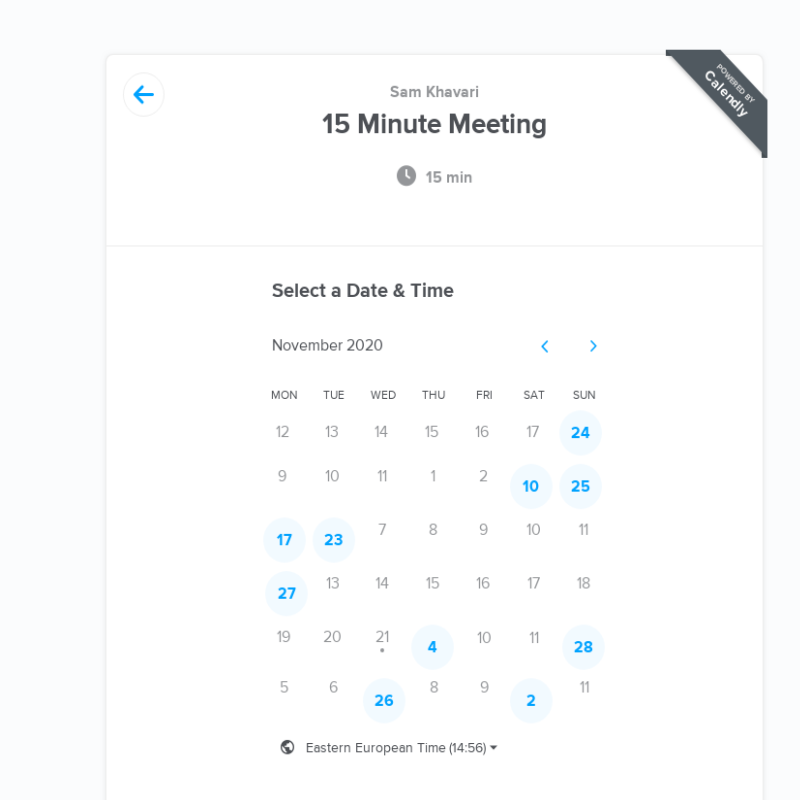 Sam Khavari
15 Minute Meeting
15 min
POWERED BY
Calendly
Select a Date & Time
November 2020
MON TUE WED THU FRI SAT SUN
12 13 14 15 16 17 24
9 10 11 1 2 10 25
17 23 7 8 9 10 11
27 13 14 15 16 17 18
19 20 21 4 10 11 28
5 6 26 8 9 2 11
Eastern European Time (14:56)